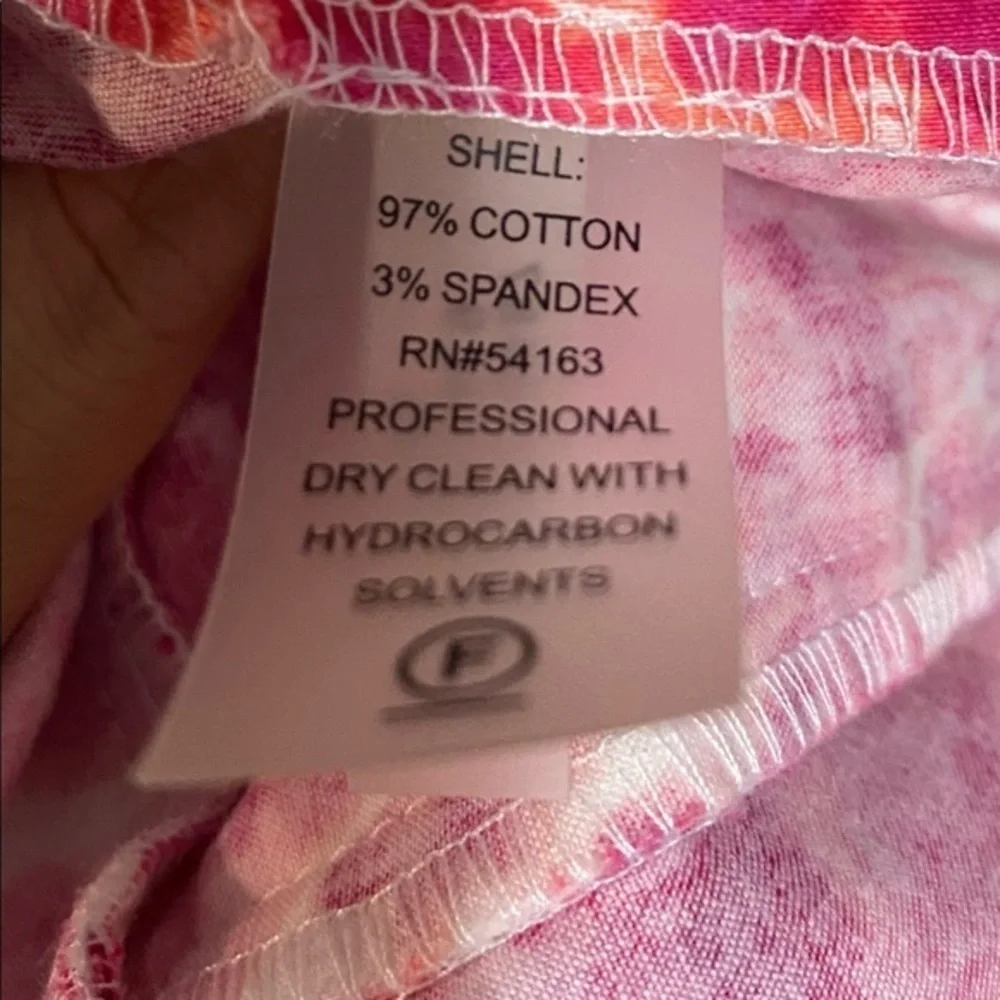 SHELL:
97% COTTON
3% SPANDEX
RN#54163
PROFESSIONAL
DRY CLEAN WITH
HYDROCARBON
SOLVENTS
F